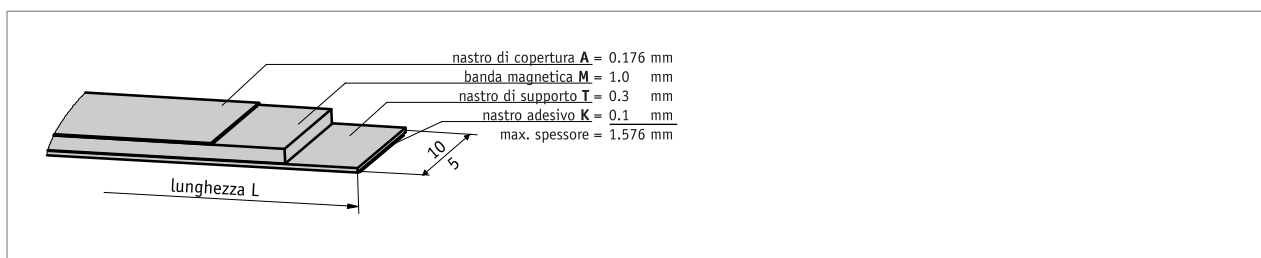 nastro di copertura A = 0.176 mm
banda magnetica M = 1.0 mm
nastro di supporto T = 0.3 mm
nastro adesivo K = 0.1 mm
max. spessore = 1.576 mm
10
5
lunghezza L